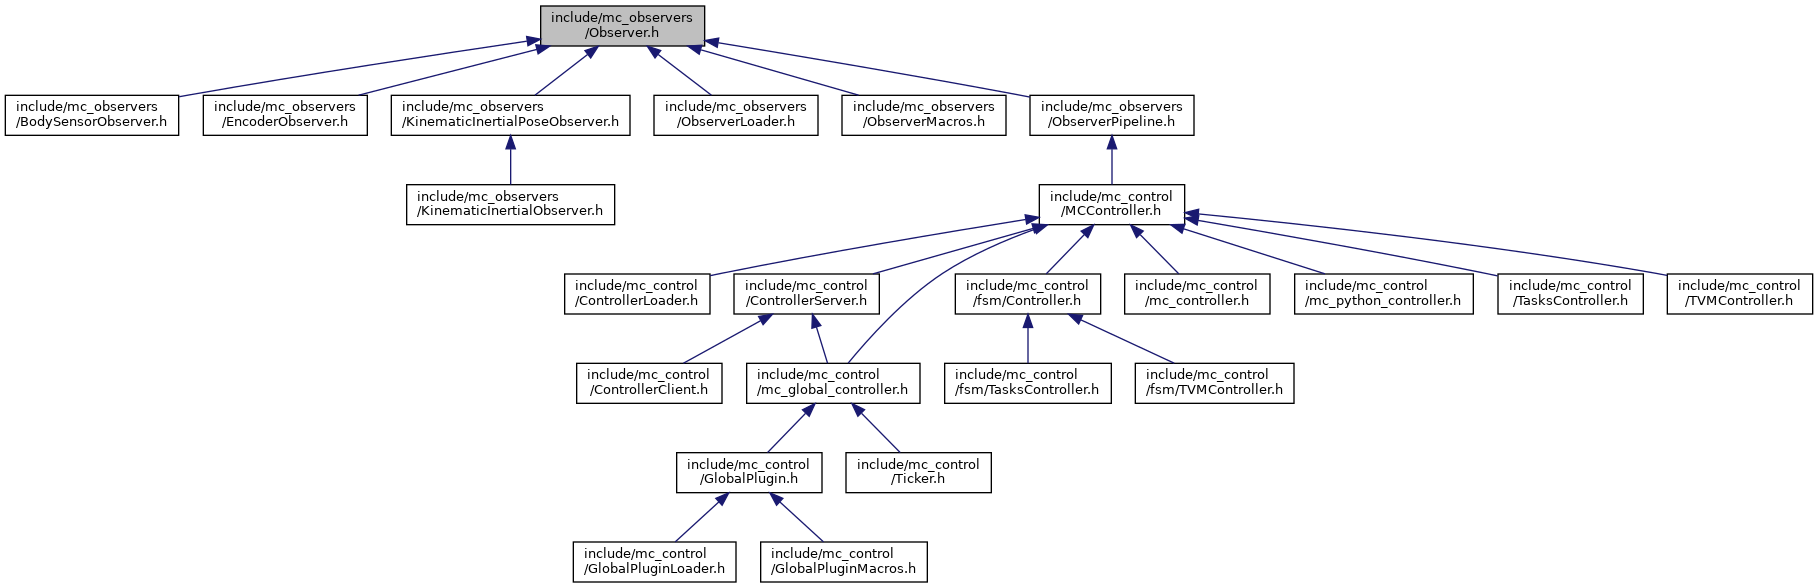 include/mc_observers
/Observer.h
include/mc_observers
/BodySensorObserver.h
include/mc_observers
/EncoderObserver.h
include/mc_observers
/KinematicInertialPoseObserver.h
include/mc_observers
/ObserverLoader.h
include/mc_observers
/ObserverMacros.h
include/mc_observers
/ObserverPipeline.h
include/mc_observers
/KinematicInertialObserver.h
include/mc_control
/MCController.h
include/mc_control
/ControllerLoader.h
include/mc_control
/ControllerServer.h
include/mc_control
/fsm/Controller.h
include/mc_control
/mc_controller.h
include/mc_control
/mc_python_controller.h
include/mc_control
/TasksController.h
include/mc_control
/TVMController.h
include/mc_control
/ControllerClient.h
include/mc_control
/mc_global_controller.h
include/mc_control
/fsm/TasksController.h
include/mc_control
/fsm/TVMController.h
include/mc_control
/GlobalPlugin.h
include/mc_control
/Ticker.h
include/mc_control
/GlobalPluginLoader.h
include/mc_control
/GlobalPluginMacros.h